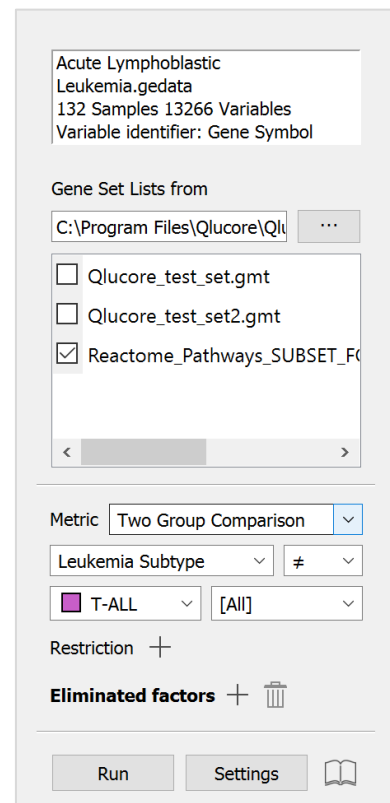 Acute Lymphoblastic
Leukemia.gedata
132 Samples 13266 Variables
Variable identifier: Gene Symbol
Gene Set Lists from
C:\Program Files\Qlucore\Qlu
...
Qlucore_test_set.gmt
Qlucore_test_set2.gmt
Reactome_Pathways_SUBSET_F
Metric Two Group Comparison
Leukemia Subtype ≠
T-ALL [All]
Restriction +
Eliminated factors +
Run Settings